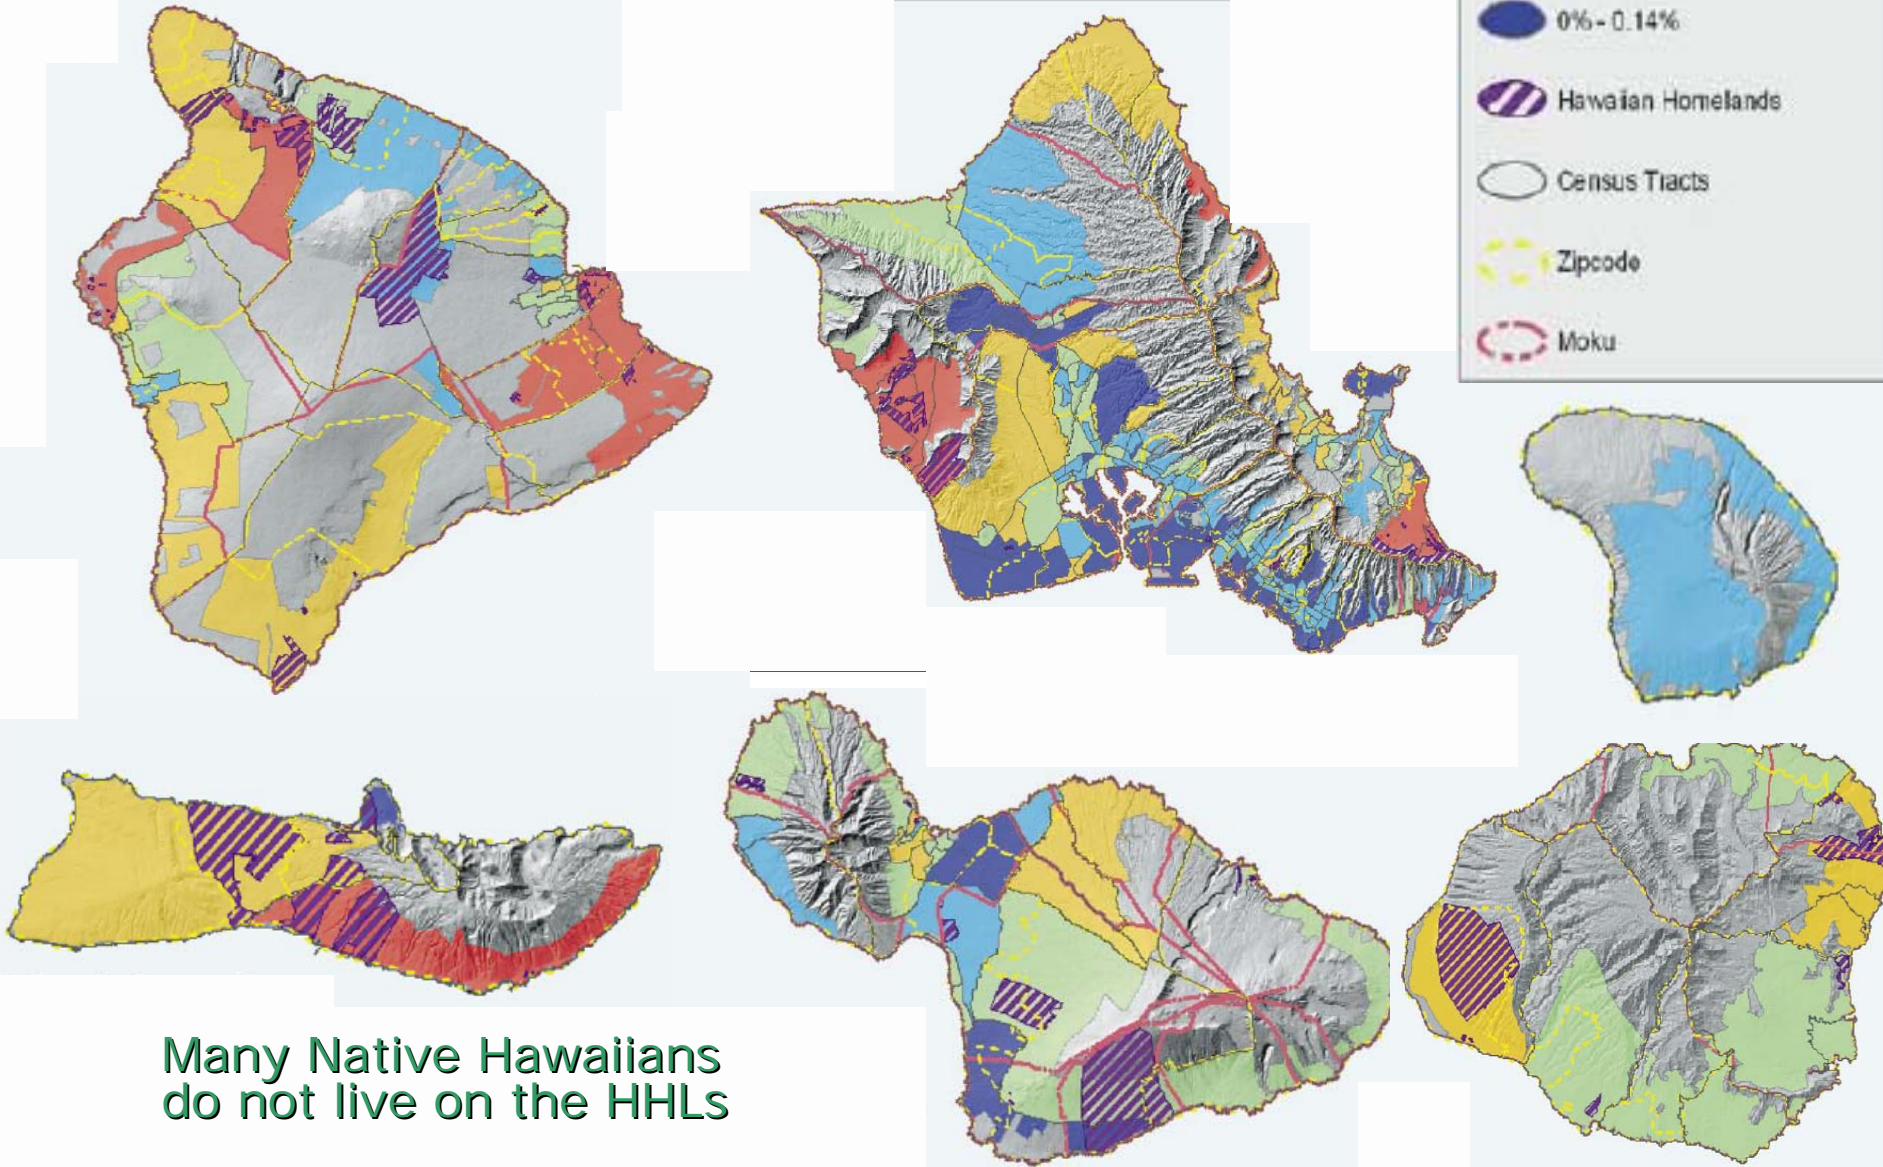 0% - 0.14%
Hawaiian Homelands
Census Tracts
Zipcode
Moku
Many Native Hawaiians
do not live on the HHLs